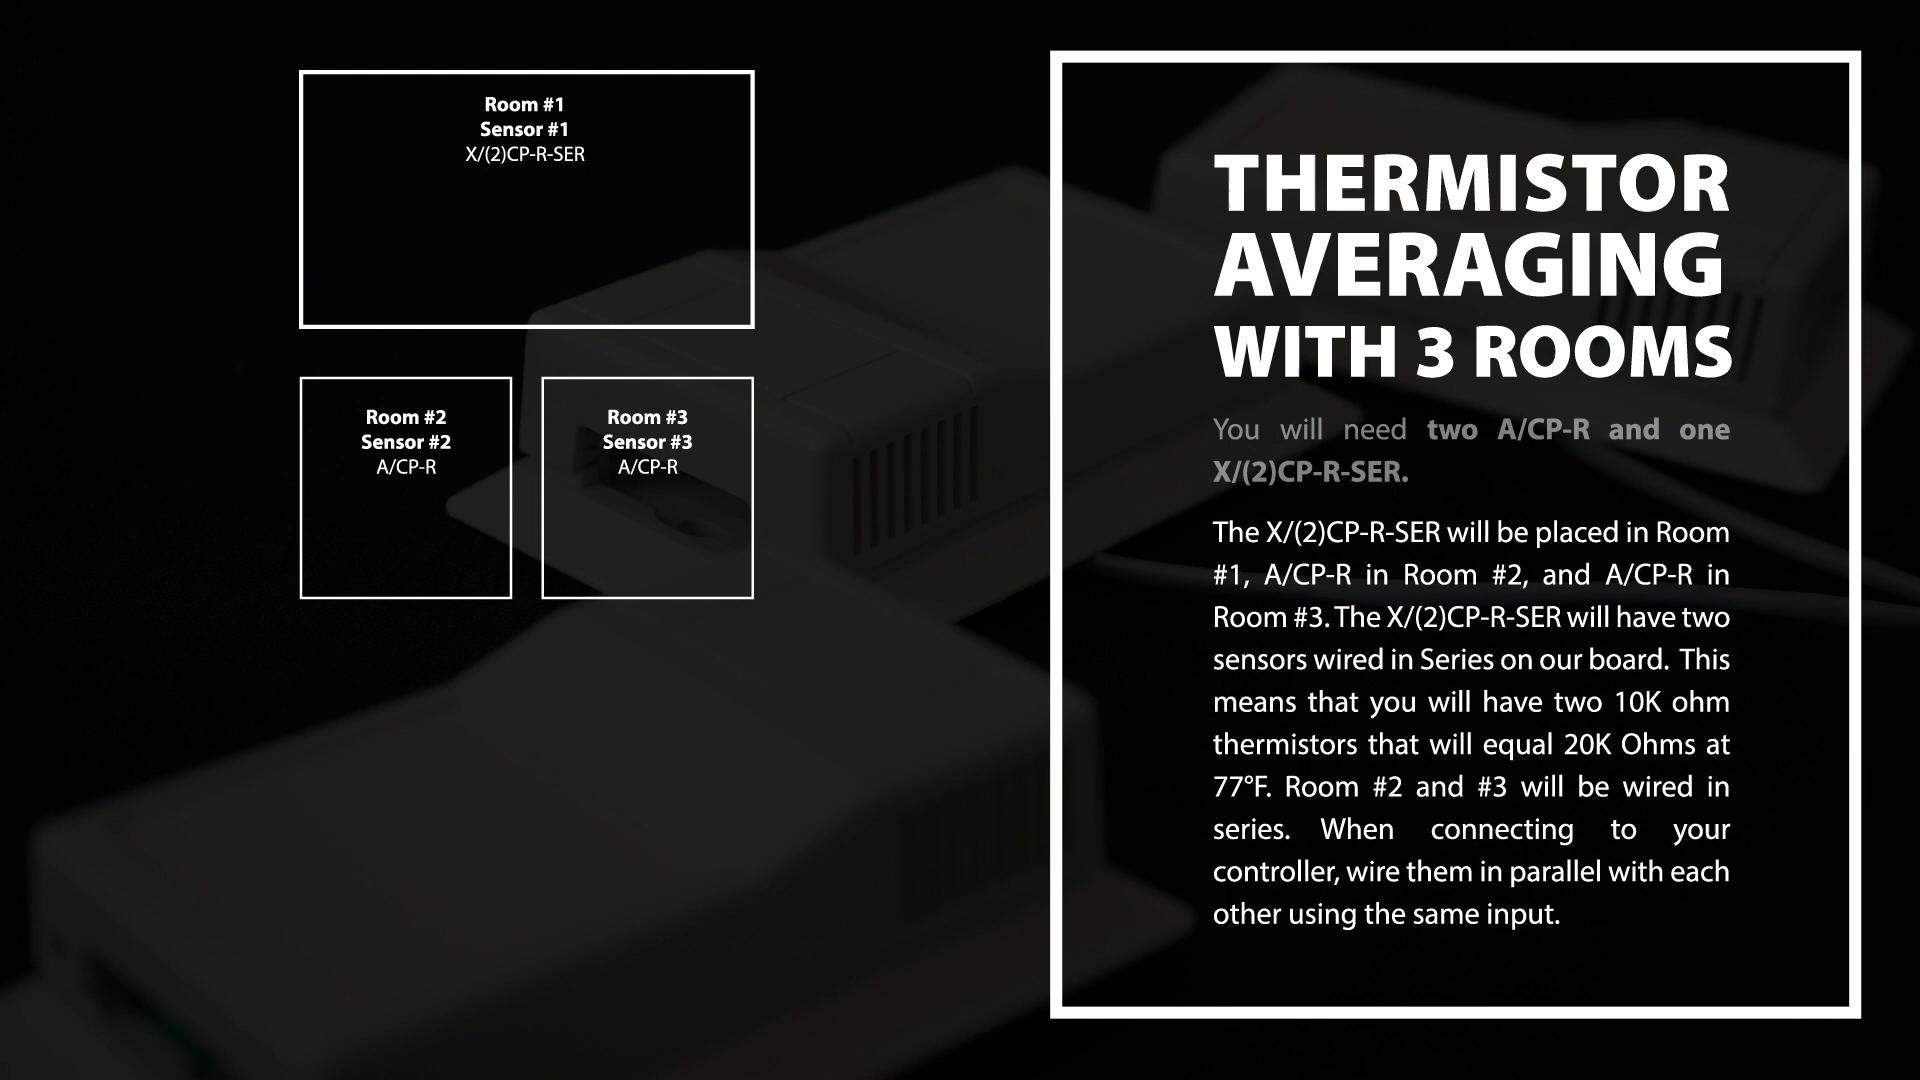 Room #1
Sensor #1
X/(2)CP-R-SER
Room #2
Sensor #2
A/CP-R
Room #3
Sensor #3
A/CP-R
THERMISTOR
AVERAGING
WITH 3 ROOMS
You will need two A/CP-R and one
X/(2)CP-R-SER.
The X/(2)CP-R-SER will be placed in Room
#1, A/CP-R in Room #2, and A/CP-R in
Room #3. The X/(2)CP-R-SER will have two
sensors wired in Series on our board. This
means that you will have two 10K ohm
thermistors that will equal 20K Ohms at
77°F. Room #2 and #3 will be wired in
series. When connecting to your
controller, wire them in parallel with each
other using the same input.